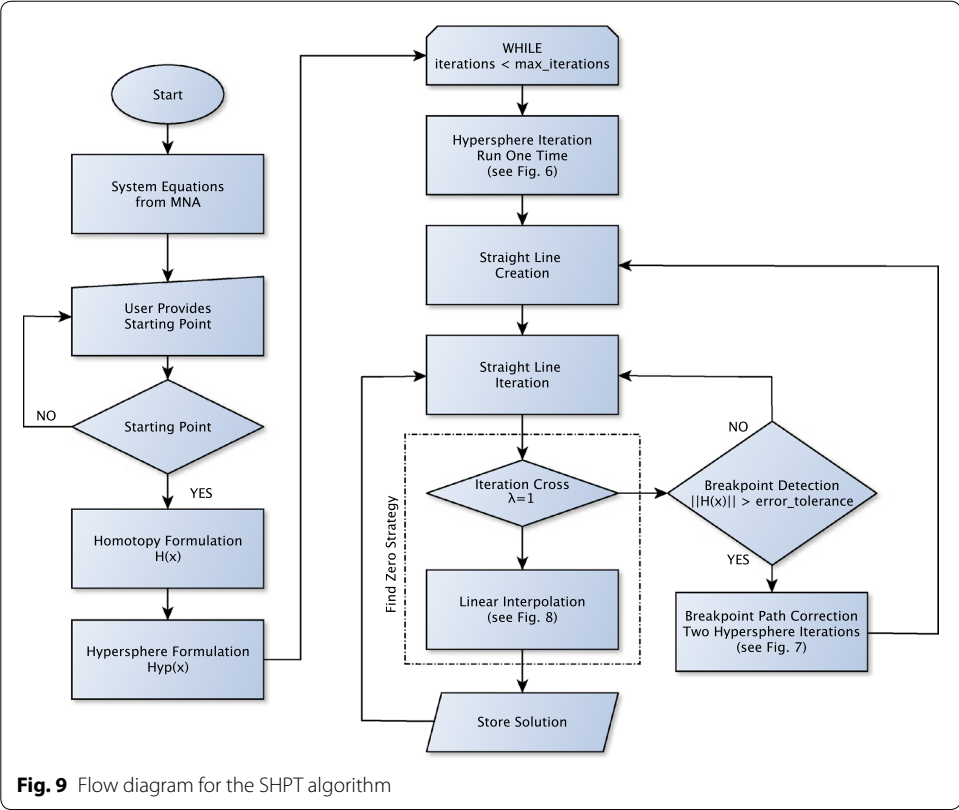 Start
System Equations
from MNA
User Provides
Starting Point
Starting Point
NO
YES
Homotopy Formulation
H(x)
Hypersphere Formulation
Hyp(x)
WHILE
iterations < max_iterations
Hypersphere Iteration
Run One Time
(see Fig. 6)
Straight Line
Creation
Straight Line
Iteration
Find Zero Strategy
Iteration Cross
λ=1
Linear Interpolation
(see Fig. 8)
Store Solution
NO
Breakpoint Detection
||H(x)|| > error_tolerance
YES
Breakpoint Path Correction
Two Hypersphere Iterations
(see Fig. 7)
Fig. 9 Flow diagram for the SHPT algorithm